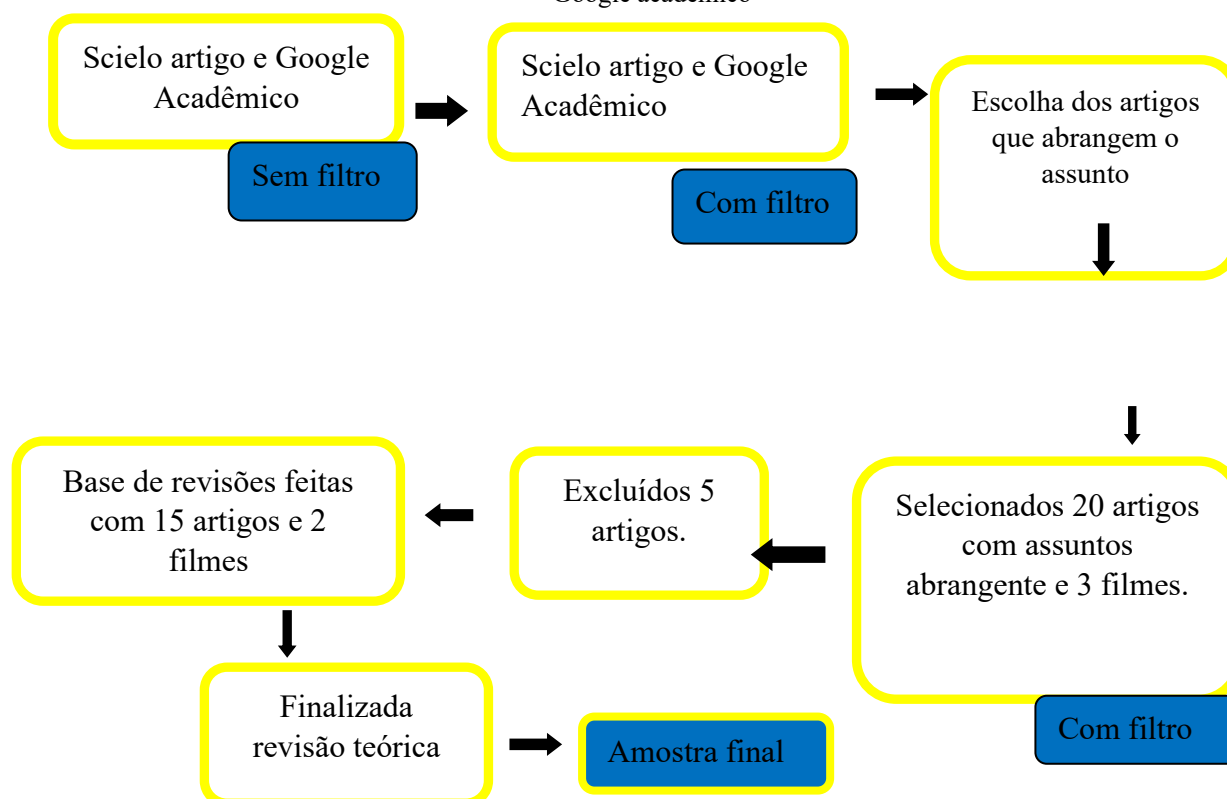 Google acadêmico
Scielo artigo e Google
Acadêmico
Sem filtro
Scielo artigo e Google
Acadêmico
Com filtro
Escolha dos artigos
que abrangem o
assunto
Selecionados 20 artigos
com assuntos
abrangente e 3 filmes.
Com filtro
Excluídos 5
artigos.
Base de revisões feitas
com 15 artigos e 2
filmes
Finalizada
revisão teórica
Amostra final